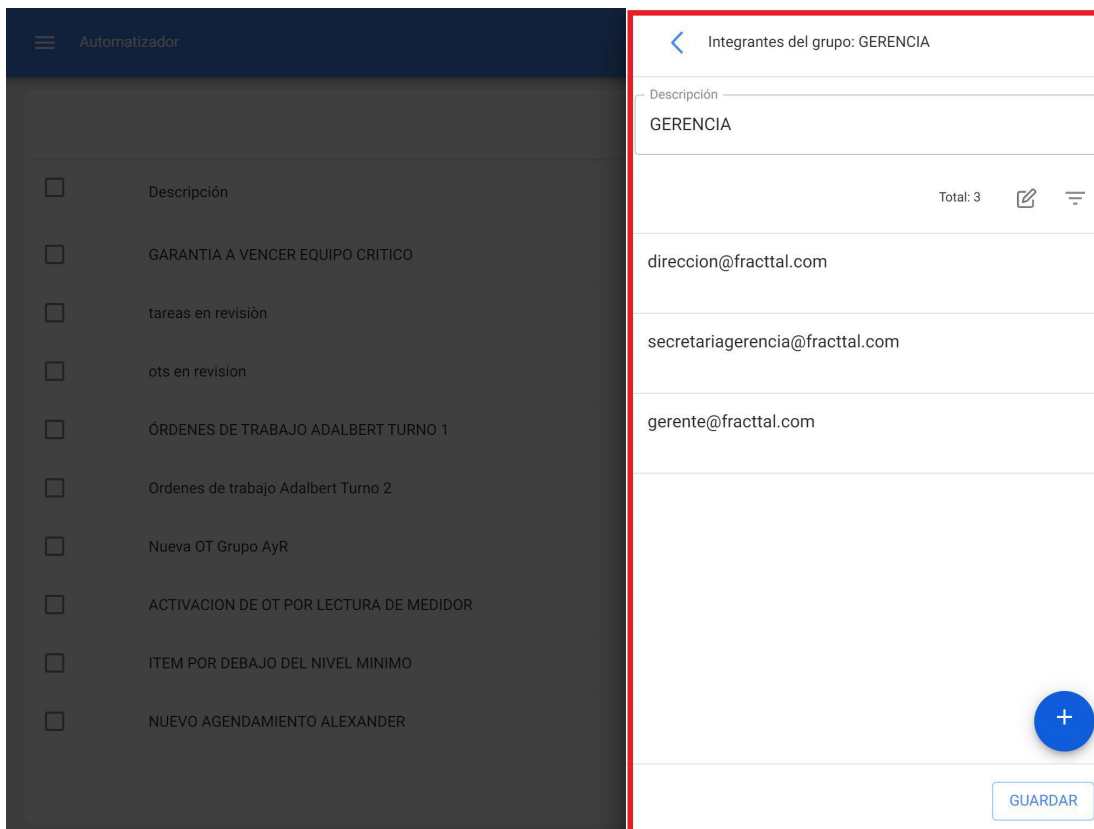 Automatizador
Descripción
GARANTIA A VENCER EQUIPO CRITICO
tareas en revisiòn
ots en revision
ÓRDENES DE TRABAJO ADALBERT TURNO 1
Ordenes de trabajo Adalbert Turno 2
Nueva OT Grupo AyR
ACTIVACION DE OT POR LECTURA DE MEDIDOR
ITEM POR DEBAJO DEL NIVEL MINIMO
NUEVO AGENDAMIENTO ALEXANDER
Integrantes del grupo: GERENCIA
Descripción
GERENCIA
Total: 3
direccion@fracttal.com
secretariagerencia@fracttal.com
gerente@fracttal.com
GUARDAR